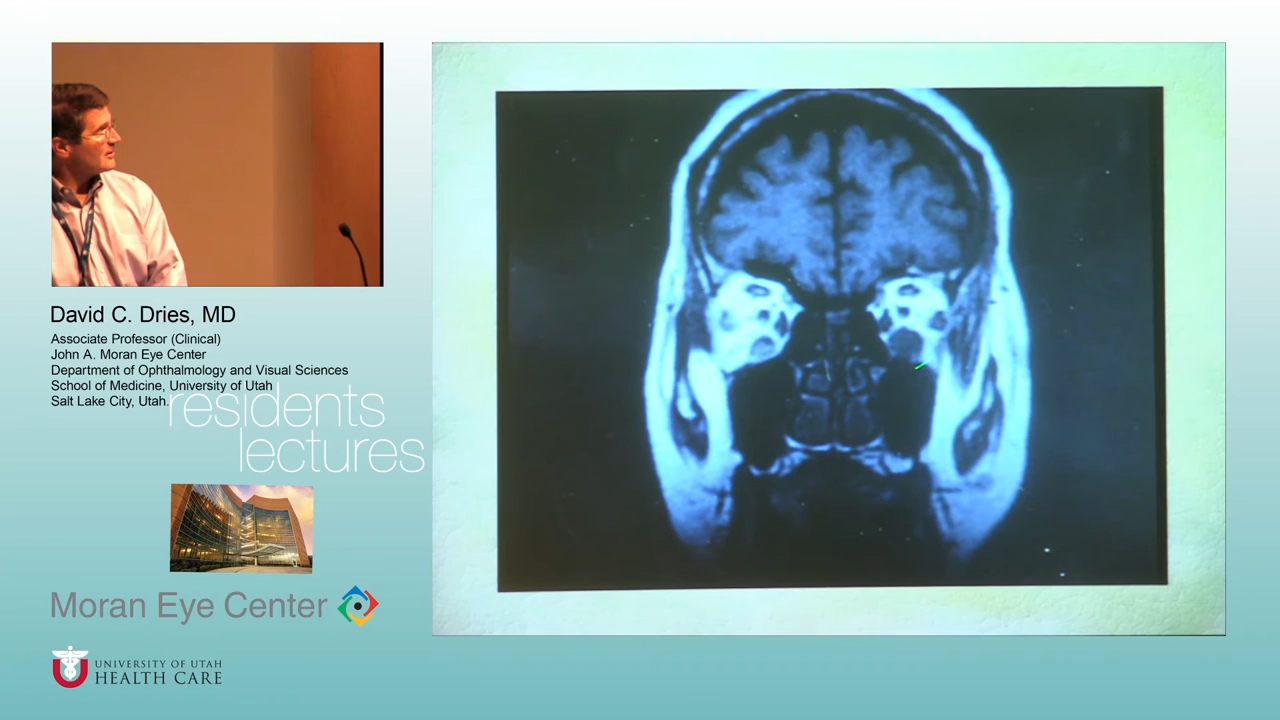 David C. Dries, MD
Associate Professor (Clinical)
John A. Moran Eye Center
Department of Ophthalmology and Visual Sciences
School of Medicine, University of Utah
Salt Lake City, Utah.
residents
lectures
Moran Eye Center
U
UNIVERSITY OF UTAH
HEALTH CARE